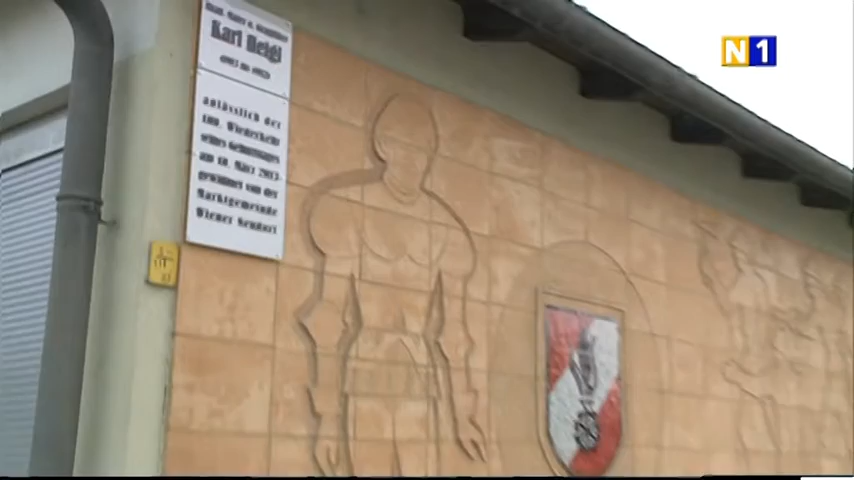 Karl Heigl
anlässlich der
100. Wiederkehr
seines Geburtstages
am 10. März 2013
gewidmet von der
Marktgemeinde
Wiener Neudorf
N1